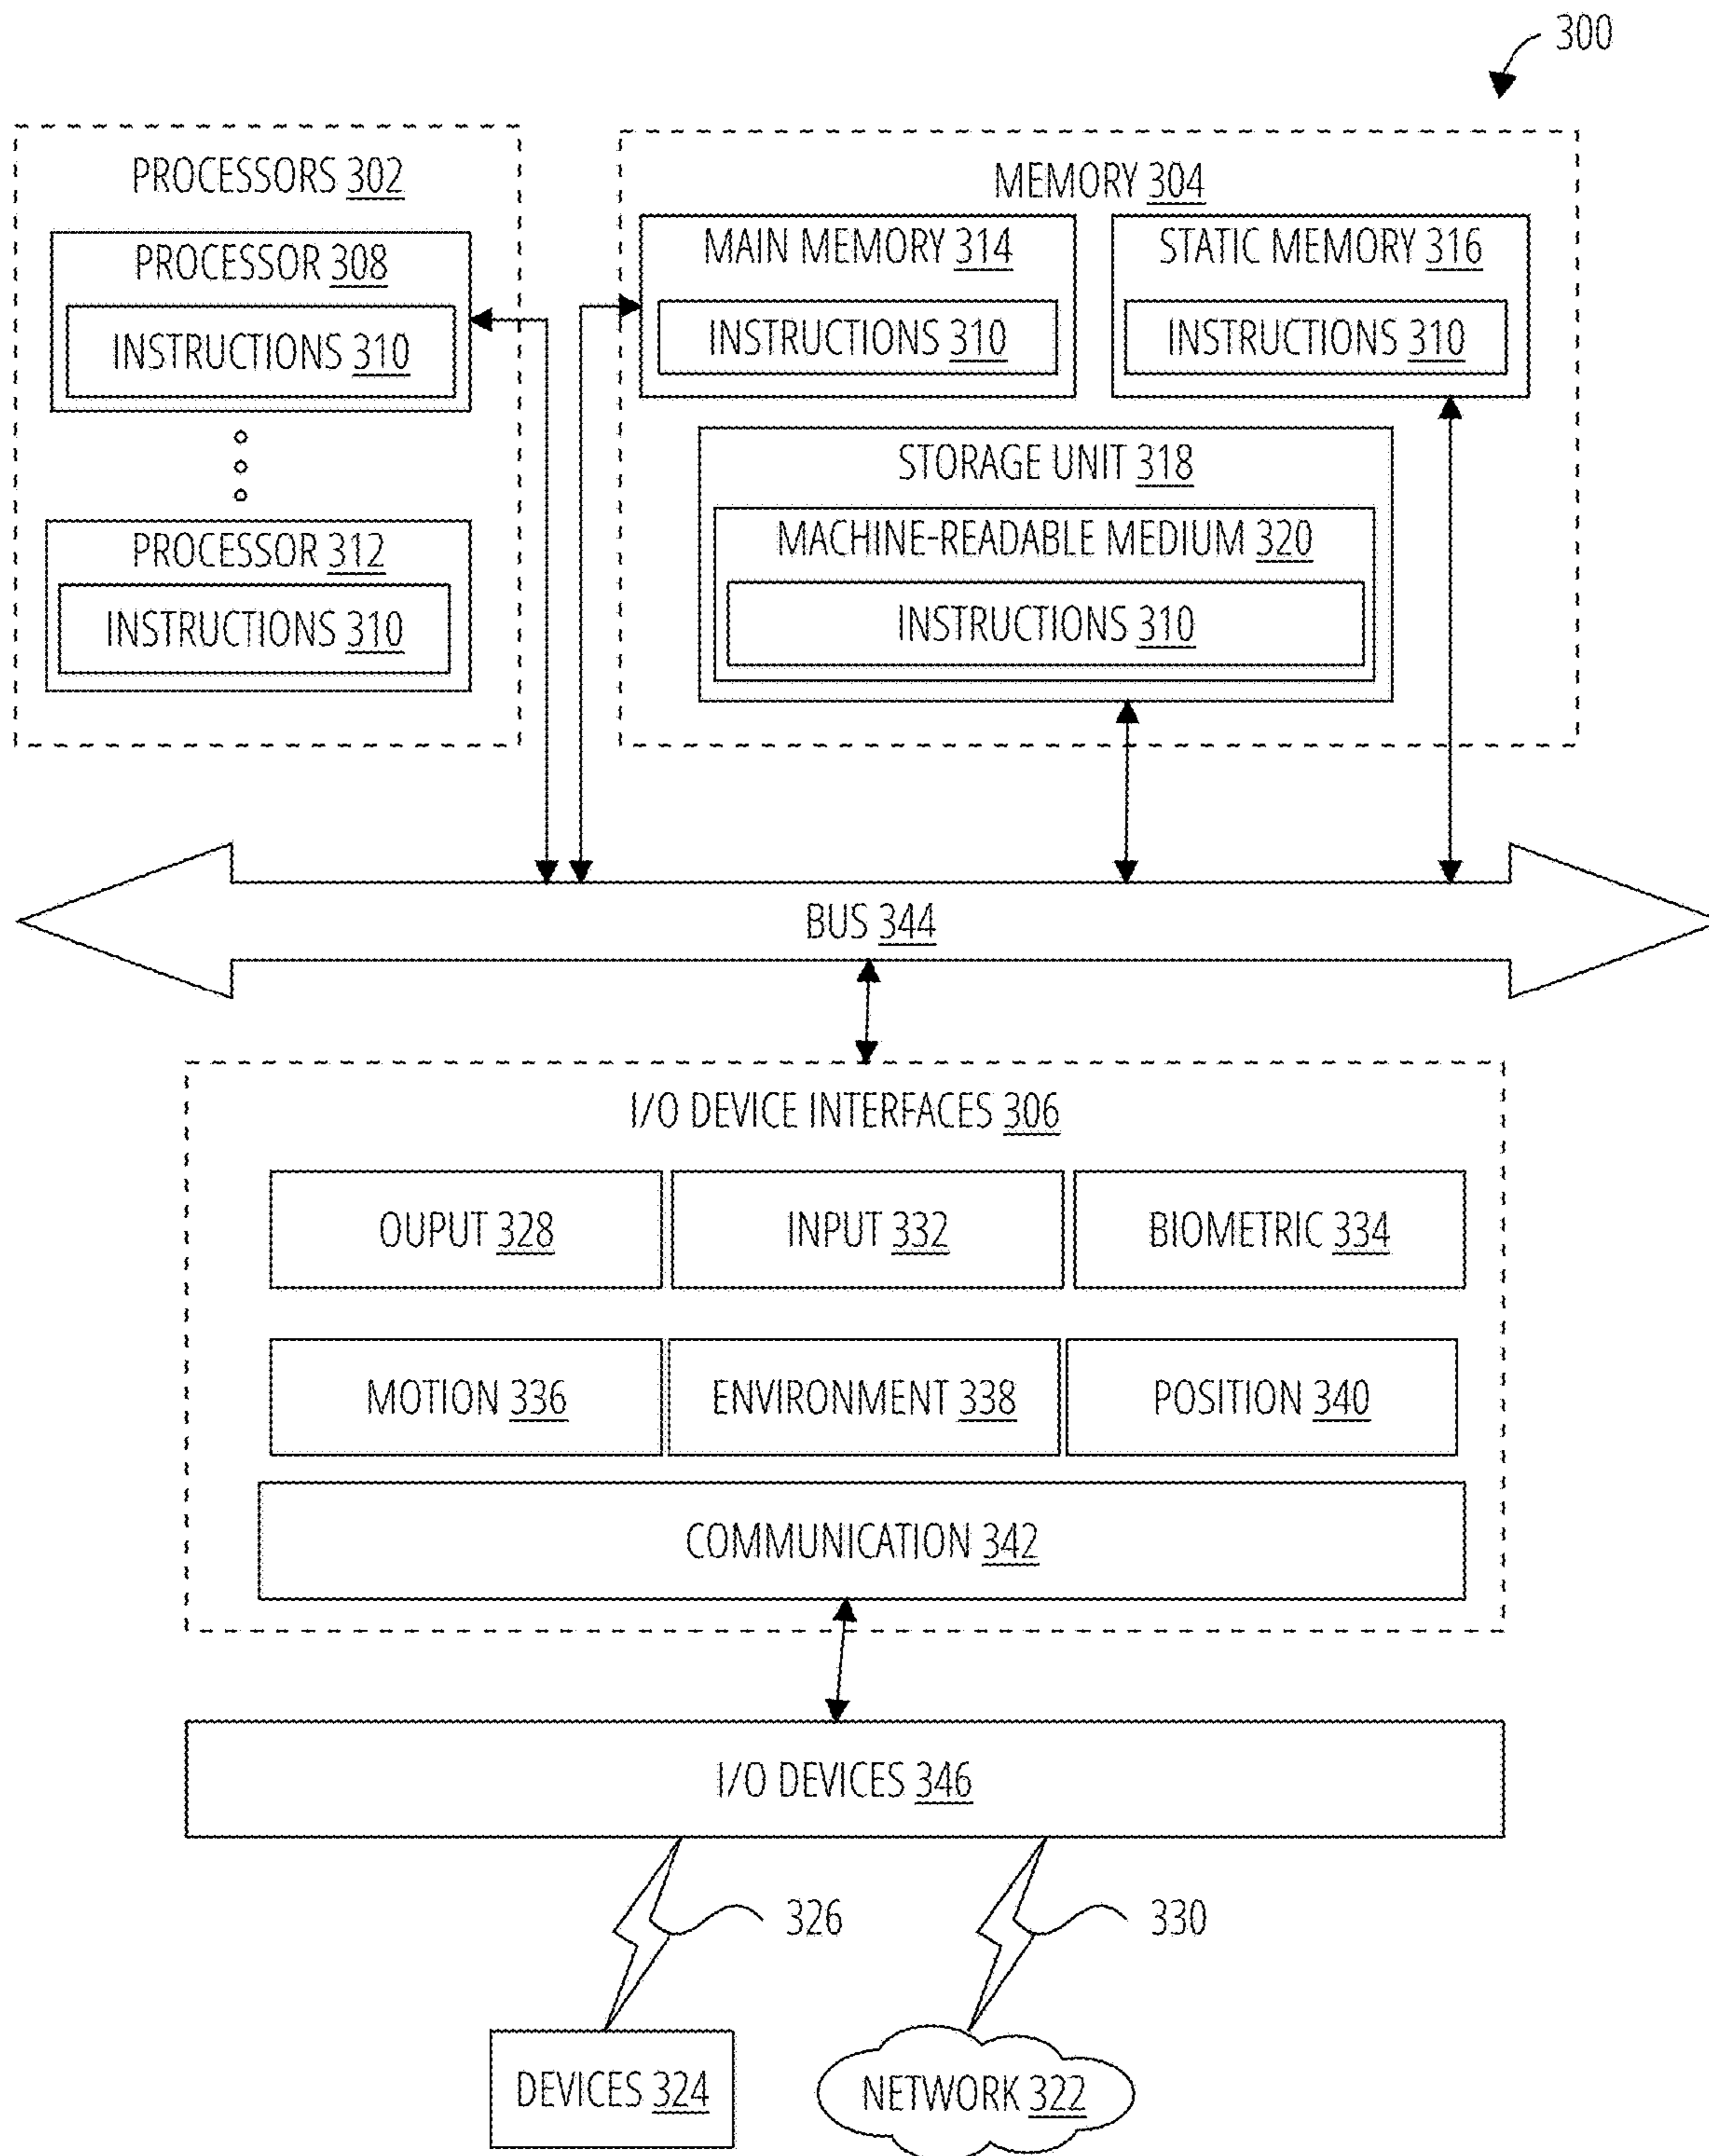 300
PROCESSORS 302
PROCESSOR 308
INSTRUCTIONS 310
PROCESSOR 312
INSTRUCTIONS 310
MEMORY 304
MAIN MEMORY 314
INSTRUCTIONS 310
STATIC MEMORY 316
INSTRUCTIONS 310
STORAGE UNIT 318
MACHINE-READABLE MEDIUM 320
INSTRUCTIONS 310
BUS 344
I/O DEVICE INTERFACES 306
OUPUT 328
INPUT 332
BIOMETRIC 334
MOTION 336
ENVIRONMENT 338
POSITION 340
COMMUNICATION 342
I/O DEVICES 346
326
330
DEVICES 324
NETWORK 322